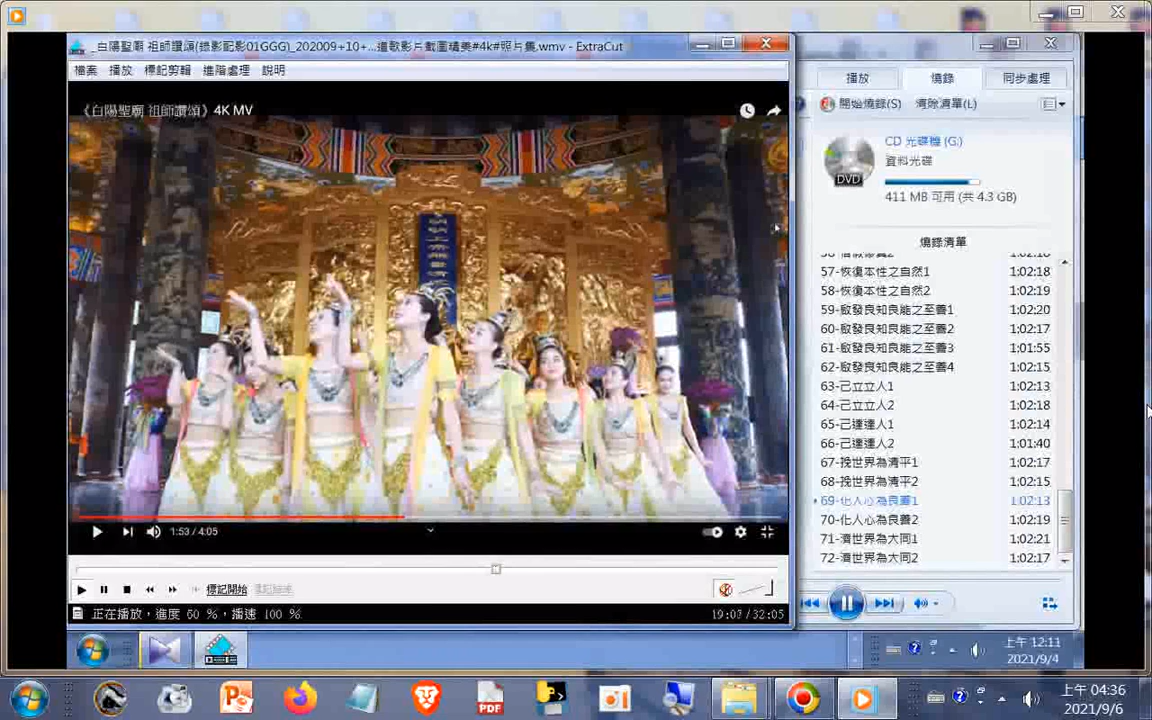 _白陽聖廟 祖師讚頌(錄影配影01GGG)_202009+10+...道歌影片截圖精美#4k#照片集.wmv - ExtraCut
檔案 播放 標記剪輯 進階處理 說明
《白陽聖廟 祖師讚頌》4K MV
1:53 / 4:05
標記開始
正在播放，進度 60 %，播速 100 %
19:03 / 32:05
播放 燒錄 同步處理
開始燒錄(S) 清除清單(L)
CD 光碟機 (G:)
資料光碟
DVD
411 MB 可用 (共 4.3 GB)
燒錄清單
57-恢復本性之自然1 1:02:18
58-恢復本性之自然2 1:02:19
59-啟發良知良能之至善1 1:02:20
60-啟發良知良能之至善2 1:02:17
61-啟發良知良能之至善3 1:01:55
62-啟發良知良能之至善4 1:02:15
63-己立立人1 1:02:13
64-己立立人2 1:02:18
65-己達達人1 1:02:14
66-己達達人2 1:01:40
67-挽世界為清平1 1:02:17
68-挽世界為清平2 1:02:15
69-化人心為良善1 1:02:13
70-化人心為良善2 1:02:19
71-濟世界為大同1 1:02:21
72-濟世界為大同2 1:02:17
上午 12:11
2021/9/4
PDF
上午 04:36
2021/9/6